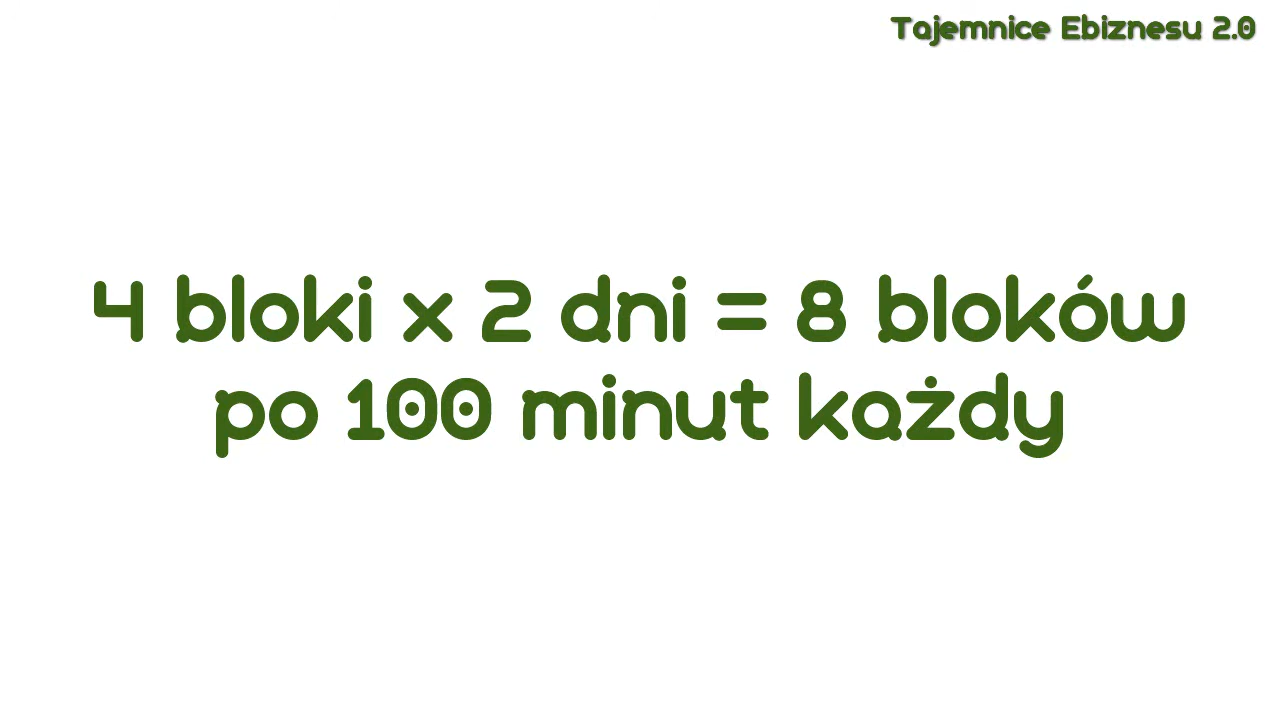 Tajemnice Ebiznesu 2.0
4 bloki x 2 dni = 8 bloków
po 100 minut każdy